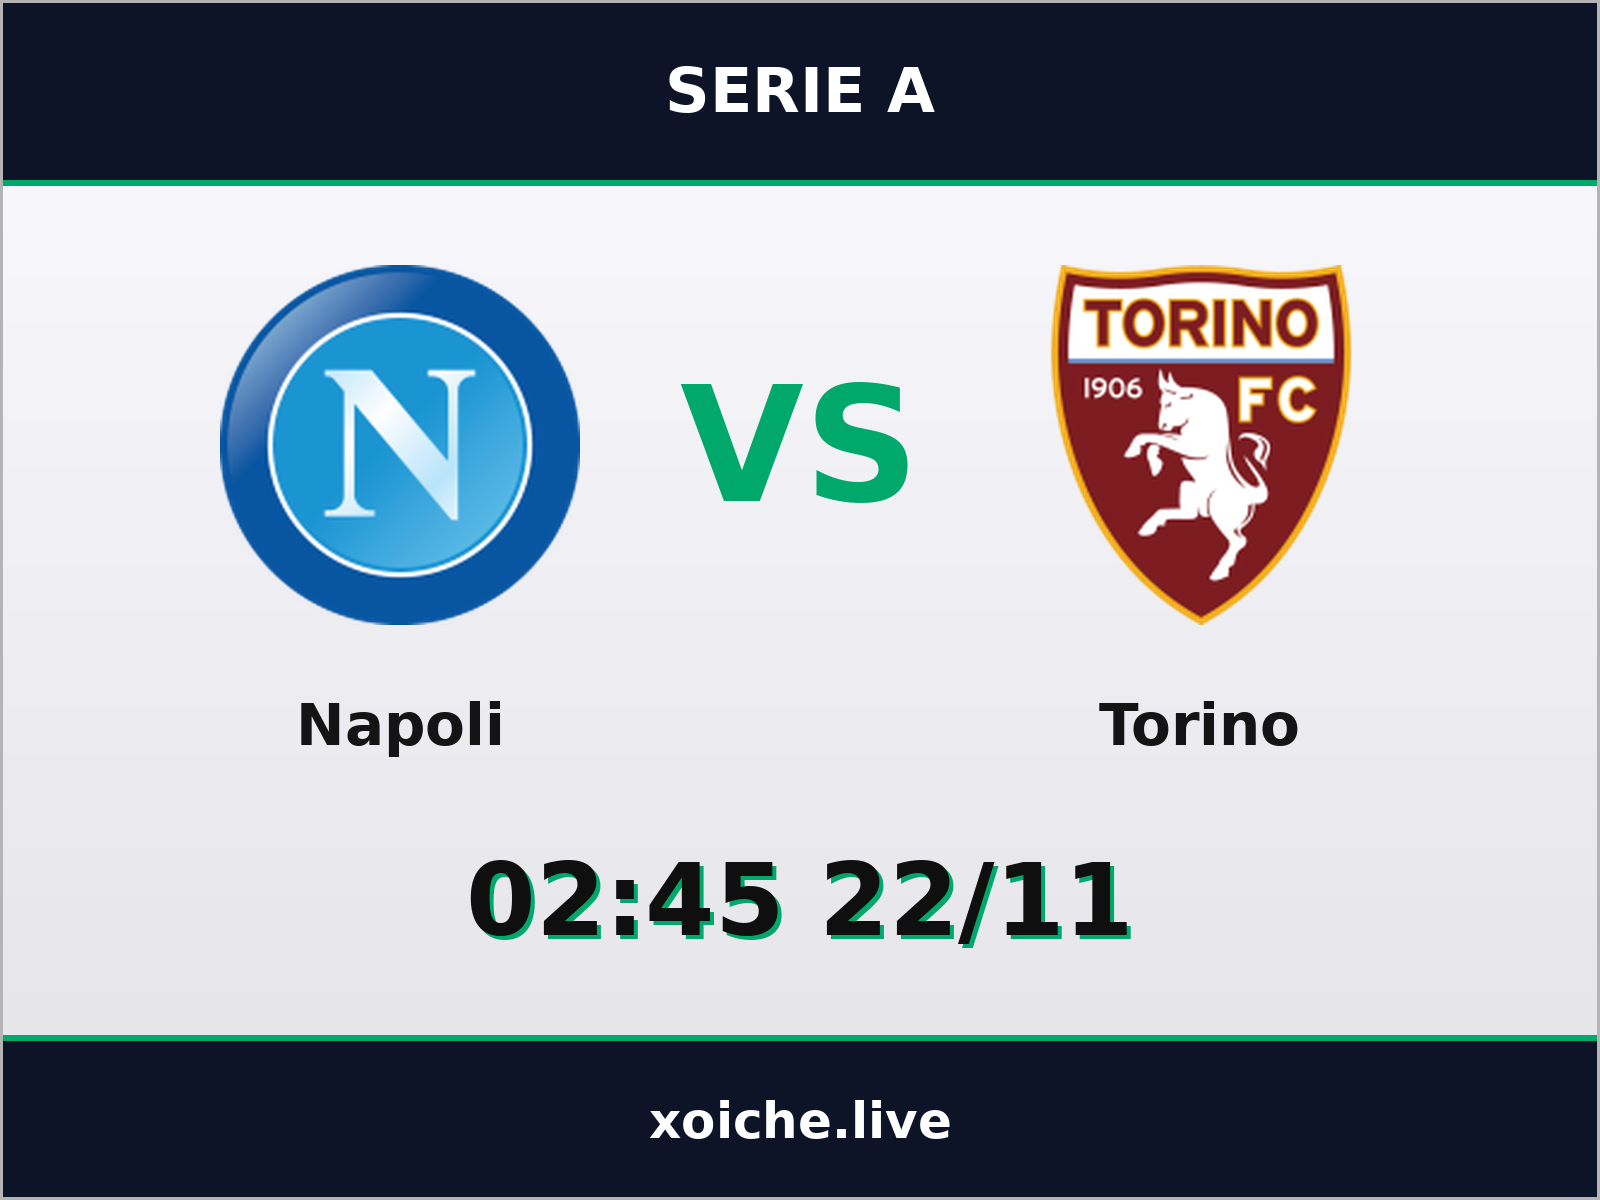 SERIE A
N
VS
TORINO
1906 FC
Napoli
Torino
02:45 22/11
xoiche.live